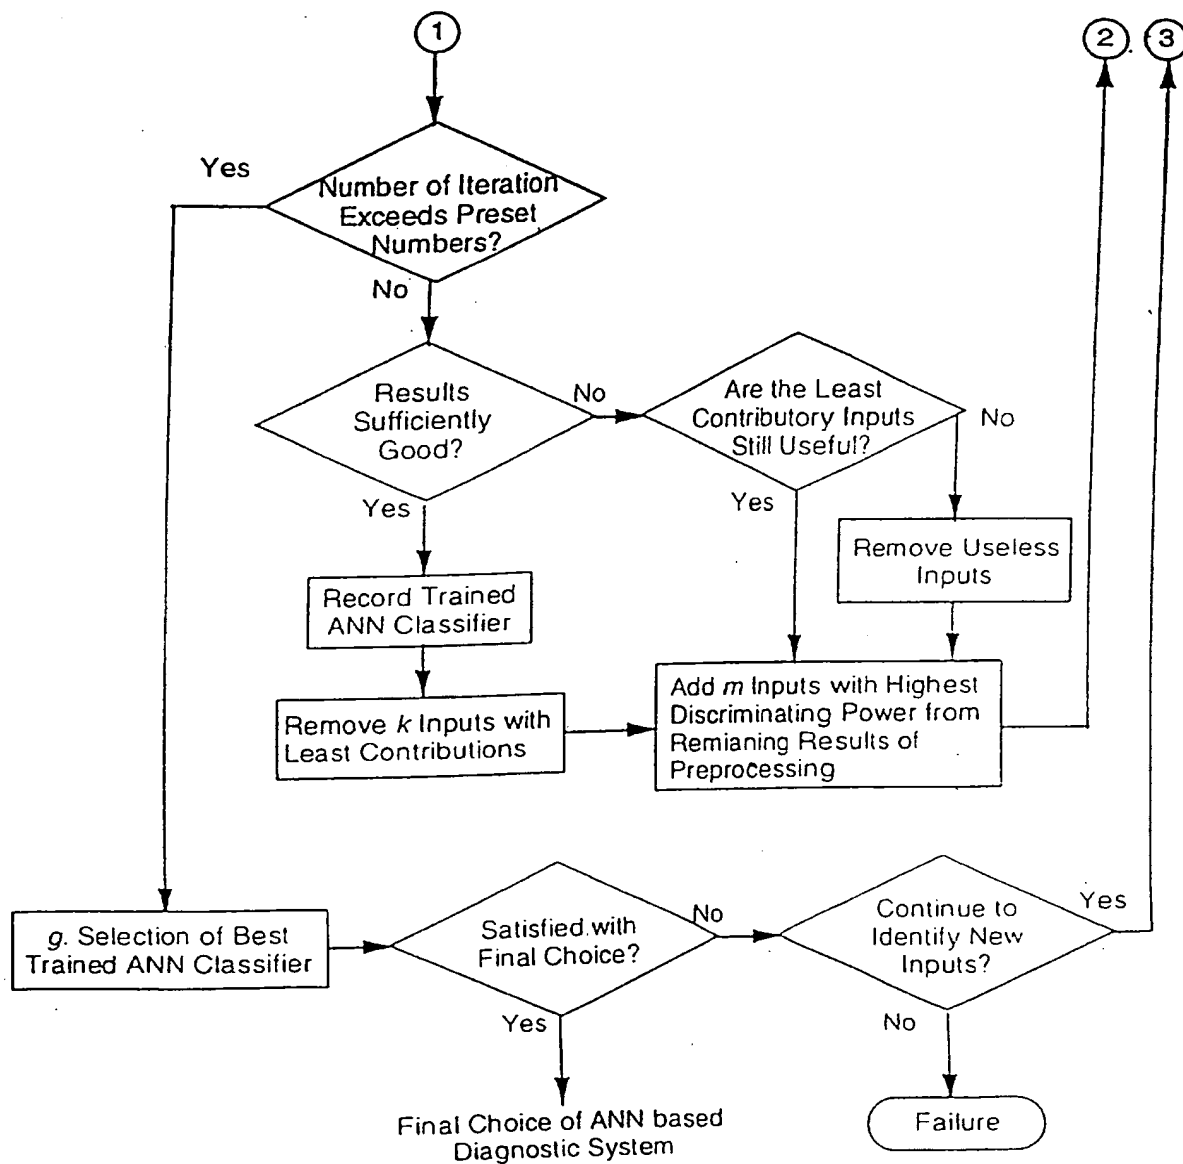 1
2
3
Yes
Number of Iteration
Exceeds Preset
Numbers?
No
Results
Sufficiently
Good?
No
Are the Least
Contributory Inputs
Still Useful?
No
Yes
Yes
Remove Useless
Inputs
Record Trained
ANN Classifier
Remove k Inputs with
Least Contributions
Add m Inputs with Highest
Discriminating Power from
Remianing Results of
Preprocessing
g. Selection of Best
Trained ANN Classifier
Satisfied with
Final Choice?
No
Continue to
Identify New
Inputs?
Yes
Yes
No
Final Choice of ANN based
Diagnostic System
Failure